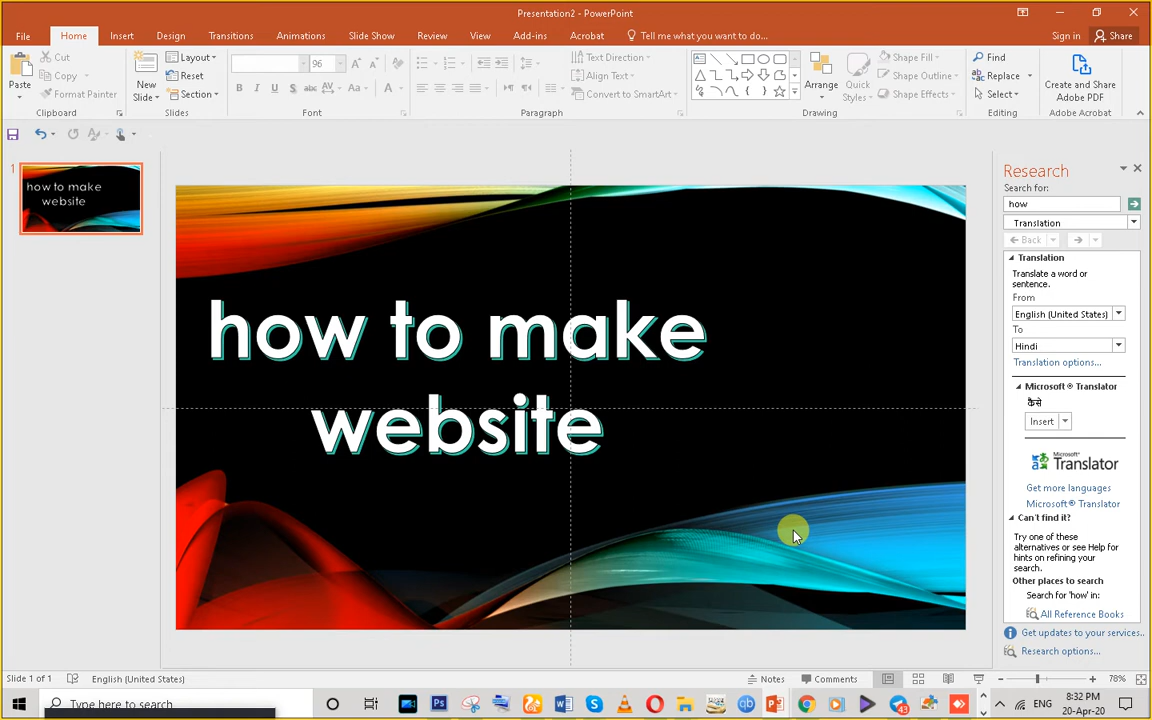 Presentation2 - PowerPoint
File Home Insert Design Transitions Animations Slide Show Review View Add-ins Acrobat Tell me what you want to do... Sign in Share
Paste
Cut
Copy
Format Painter
Clipboard
New
Slide
Layout
Reset
Section
Slides
96
B I U S abc AV Aa A
Font
Text Direction
Align Text
Convert to SmartArt
Paragraph
Arrange
Quick
Styles
Shape Fill
Shape Outline
Shape Effects
Drawing
Find
Replace
Select
Editing
Create and Share
Adobe PDF
Adobe Acrobat
1
how to make
website
how to make
website
Research
Search for:
how
Translation
Back
Translation
Translate a word or
sentence.
From
English (United States)
To
Hindi
Translation options...
Microsoft ® Translator
कैसे
Insert
Microsoft®
Translator
Get more languages
Microsoft® Translator
Can't find it?
Try one of these
alternatives or see Help for
hints on refining your
search.
Other places to search
Search for 'how' in:
All Reference Books
Get updates to your services...
Research options...
Slide 1 of 1 English (United States) Notes Comments 78%
Type here to search
43
ENG
8:32 PM
20-Apr-20